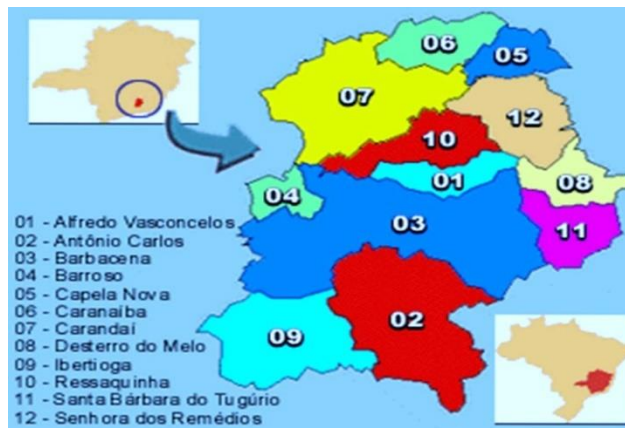 06
05
07
12
10
01
08
04
03
11
02
09
01 - Alfredo Vasconcelos
02 - Antônio Carlos
03 - Barbacena
04 - Barroso
05 - Capela Nova
06 - Caranaíba
07 - Carandaí
08 - Desterro do Melo
09 - Ibertioga
10 - Ressaquinha
11 - Santa Bárbara do Tugúrio
12 - Senhora dos Remédios